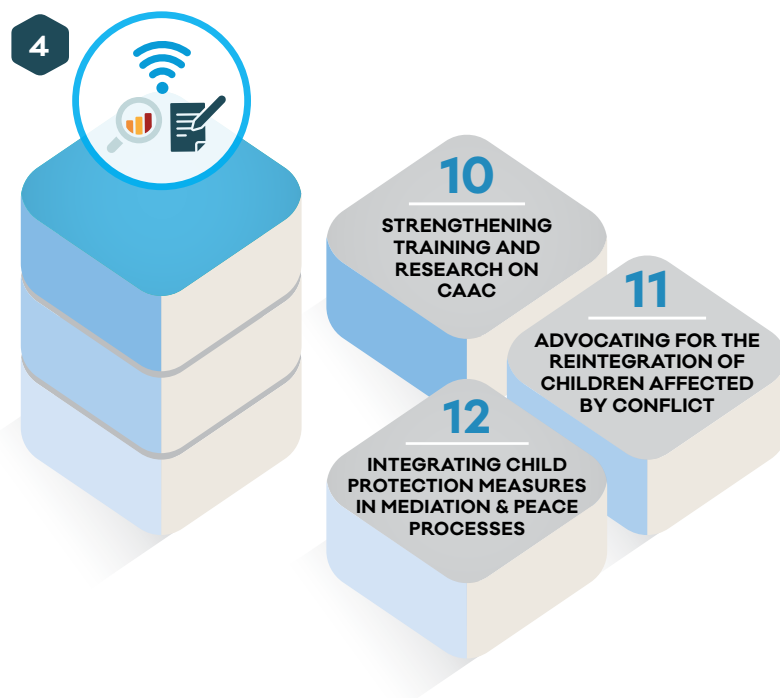 4
10
STRENGTHENING
TRAINING AND
RESEARCH ON
CAAC
11
ADVOCATING FOR THE
REINTEGRATION OF
CHILDREN AFFECTED
BY CONFLICT
12
INTEGRATING CHILD
PROTECTION MEASURES
IN MEDIATION & PEACE
PROCESSES